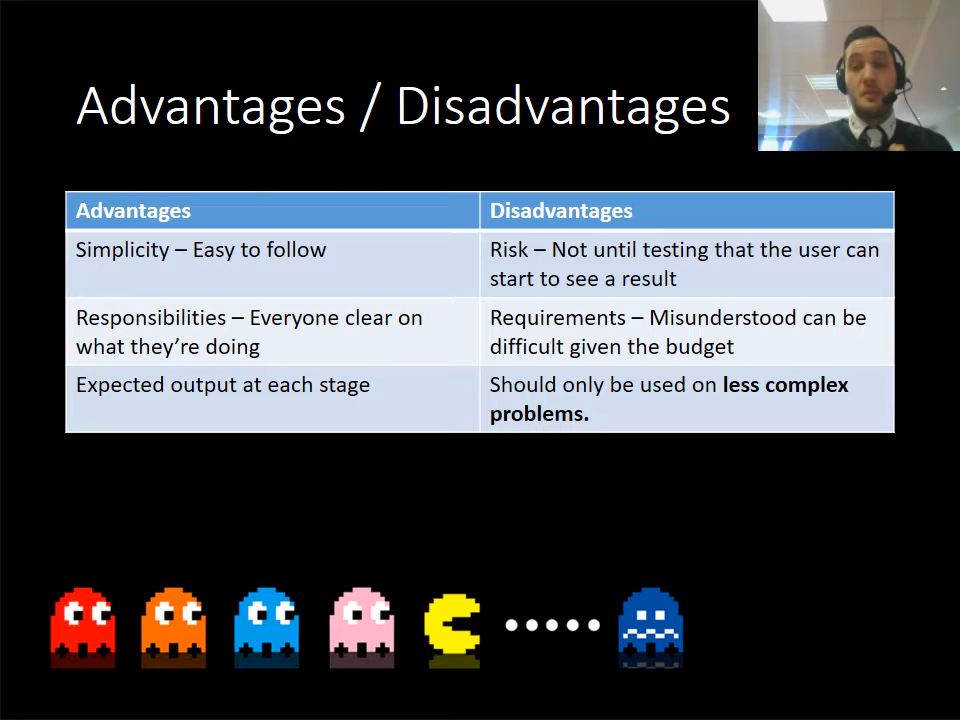 Advantages / Disadvantages
Advantages
Disadvantages
Simplicity – Easy to follow
Risk – Not until testing that the user can
start to see a result
Responsibilities – Everyone clear on
what they’re doing
Requirements – Misunderstood can be
difficult given the budget
Expected output at each stage
Should only be used on less complex
problems.